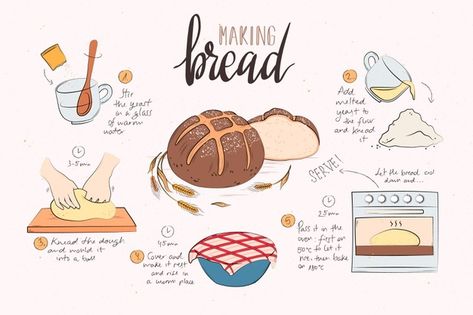 MAKING
bread
1
Stir
the yeast
in a glass
of warm
water
2
Add
melted
yeast to
the flour
and knead
it
3-5 min
3 Knead the dough
and mould it
into a ball
45 min
4 Cover and
make it rest
and rise in
a warm place
5
25 min
Pass it in
the oven, first on
50°C to let it
rise, then bake
on 180°C
Let the bread cool
down and...
SERVE!